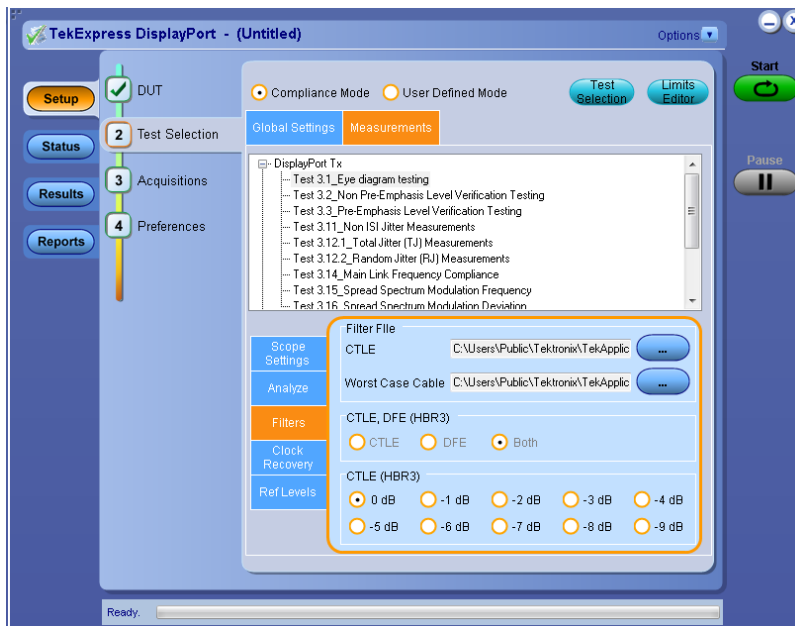 TekExpress DisplayPort - (Untitled)
Options
Start
Pause
Setup
Status
Results
Reports
DUT
2 Test Selection
3 Acquisitions
4 Preferences
Compliance Mode User Defined Mode
Test Selection
Limits Editor
Global Settings Measurements
DisplayPort Tx
Test 3.1_Eye diagram testing
Test 3.2_Non Pre-Emphasis Level Verification Testing
Test 3.3_Pre-Emphasis Level Verification Testing
Test 3.11_Non ISI Jitter Measurements
Test 3.12.1_Total Jitter (TJ) Measurements
Test 3.12.2_Random Jitter (RJ) Measurements
Test 3.14_Main Link Frequency Compliance
Test 3.15_Spread Spectrum Modulation Frequency
Test 3.16_Spread Spectrum Modulation Deviation
Scope Settings
Analyze
Filters
Clock Recovery
Ref Levels
Filter FIle
CTLE C:\Users\Public\Tektronix\TekApplic ...
Worst Case Cable C:\Users\Public\Tektronix\TekApplic ...
CTLE, DFE (HBR3)
CTLE DFE Both
CTLE (HBR3)
0 dB -1 dB -2 dB -3 dB -4 dB
-5 dB -6 dB -7 dB -8 dB -9 dB
Ready.